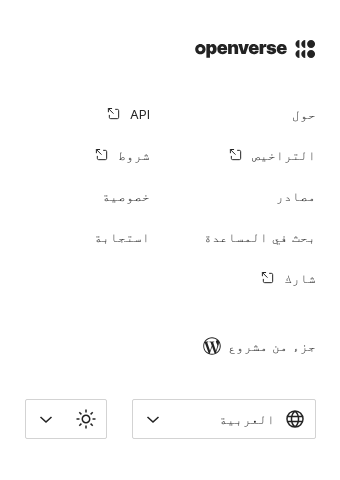 openverse
حول
API
التراخيص
شروط
مصادر
خصوصية
بحث في المساعدة
استجابة
شارك
جزء من مشروع
العربية